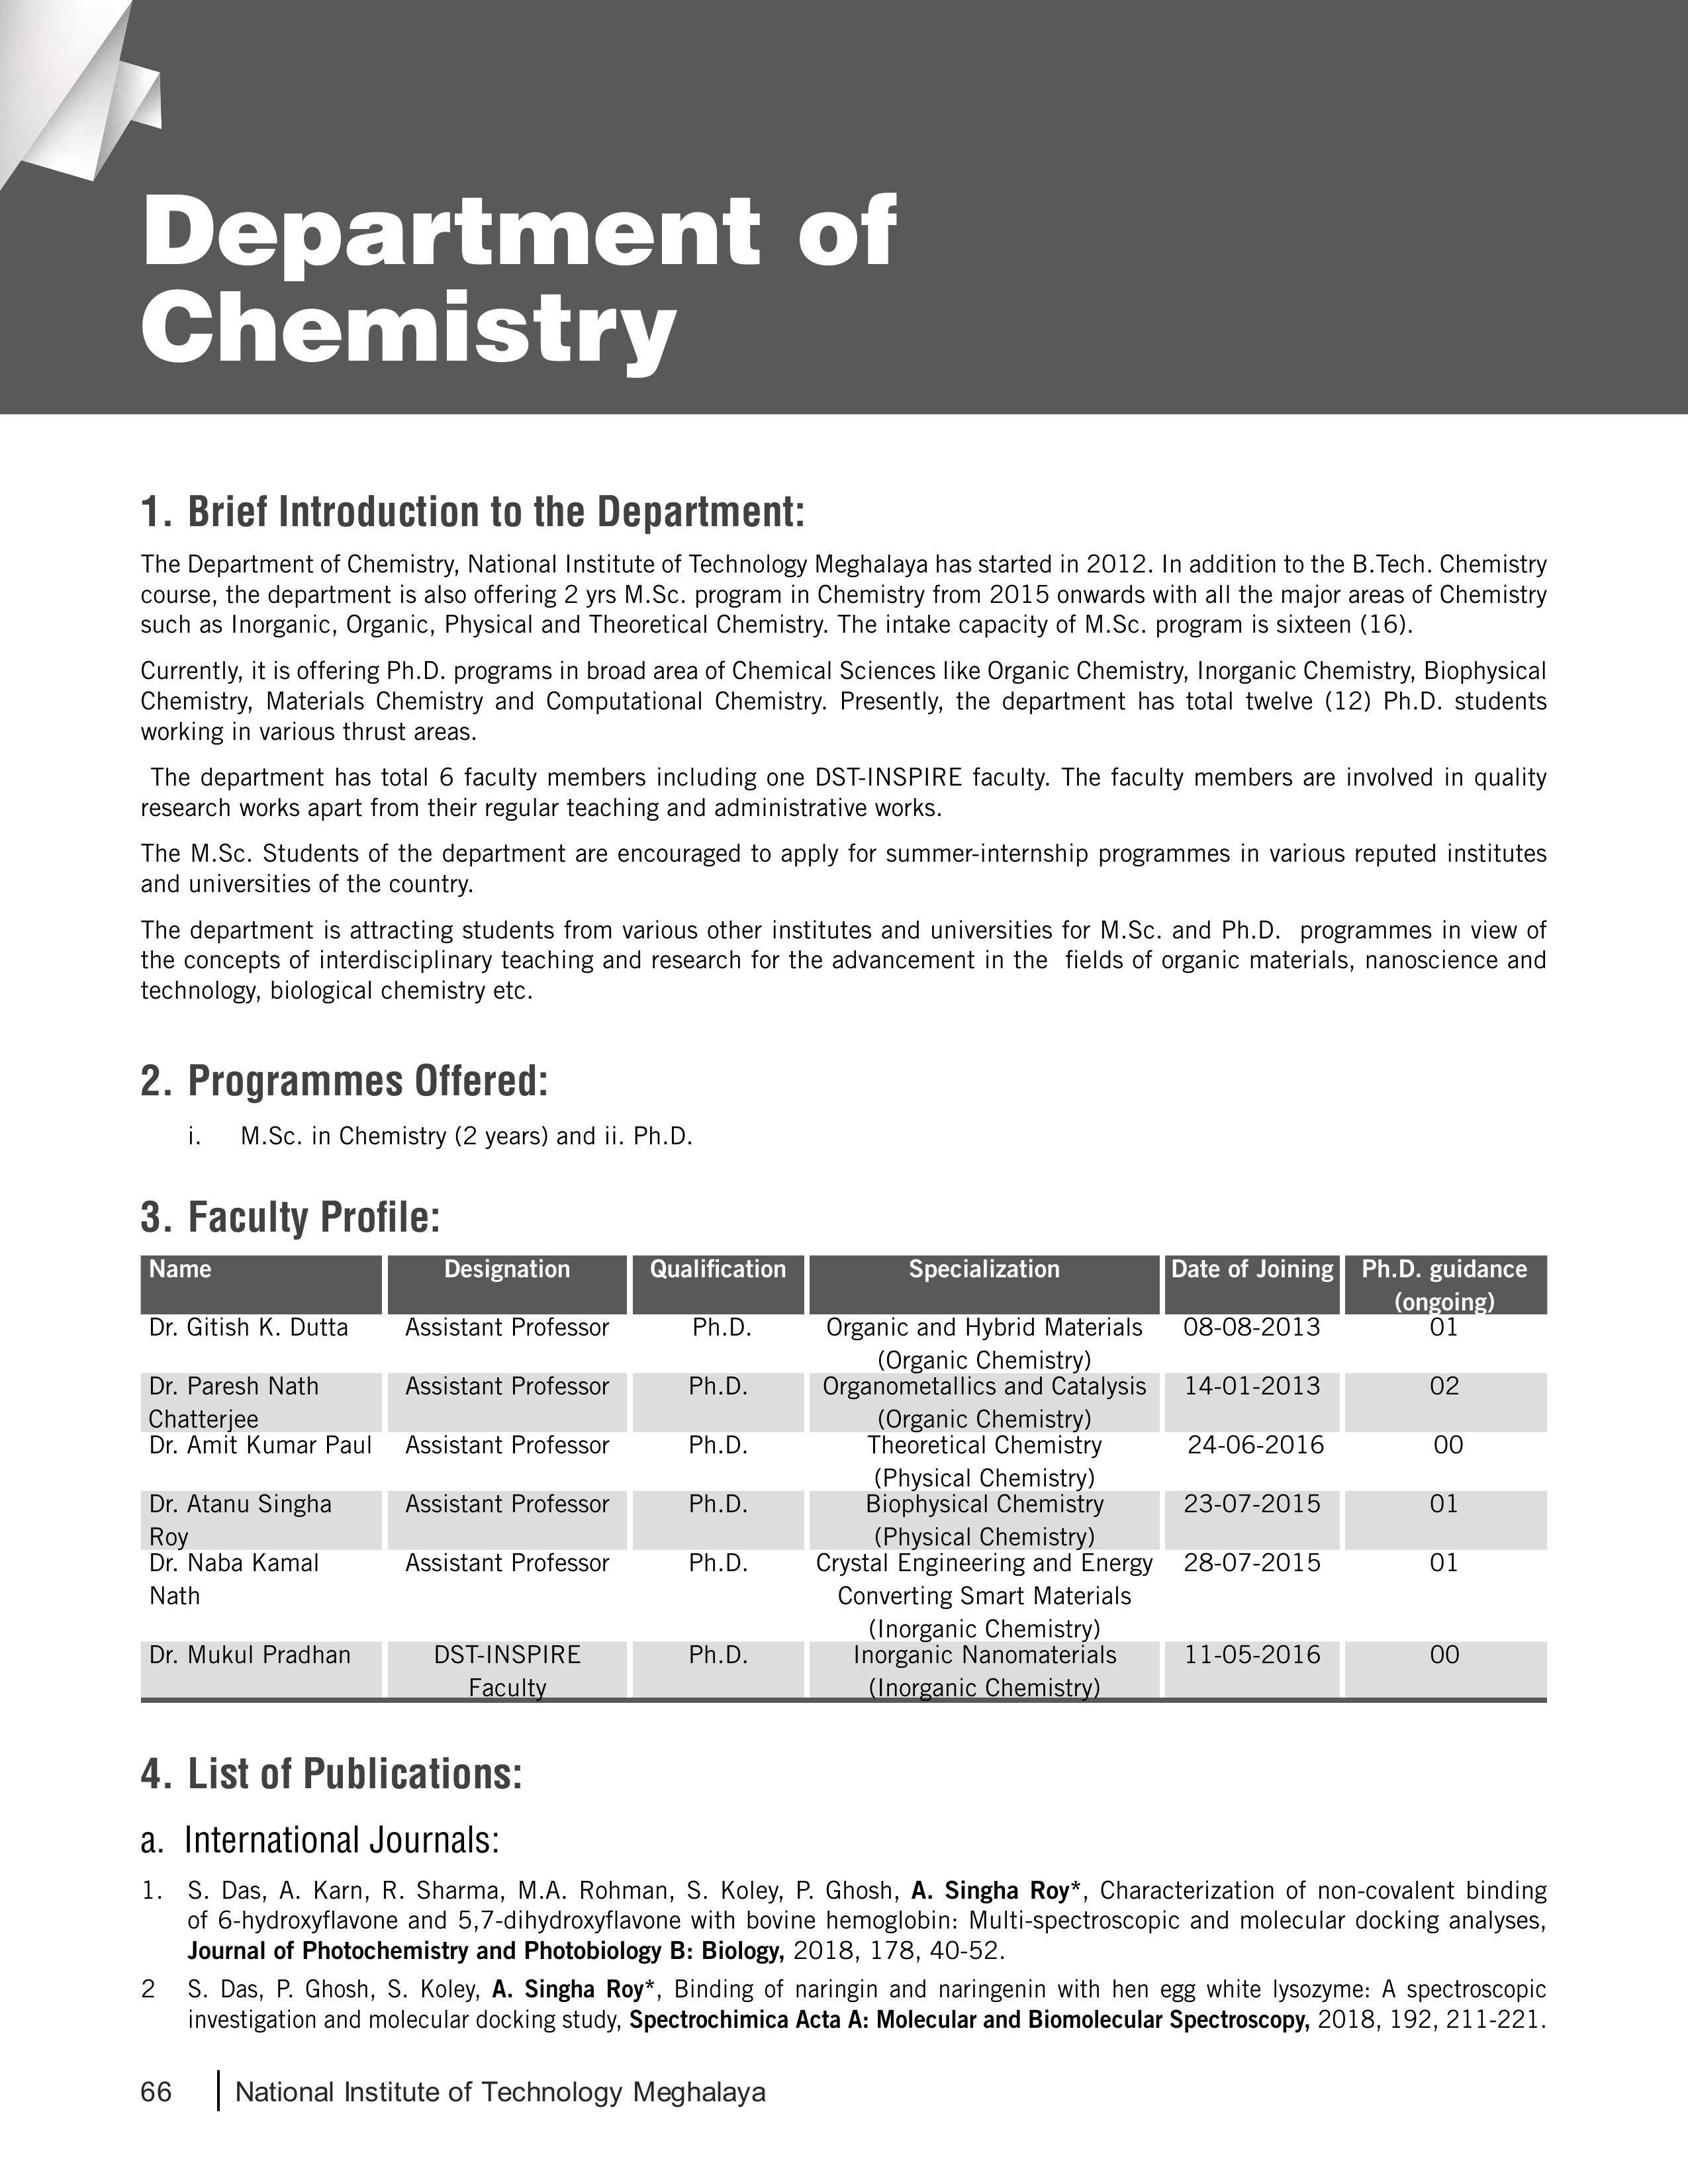 Department of
Chemistry
1. Brief Introduction to the Department:
The Department of Chemistry, National Institute of Technology Meghalaya has started in 2012. In addition to the B.Tech. Chemistry
course, the department is also offering 2 yrs M.Sc. program in Chemistry from 2015 onwards with all the major areas of Chemistry
such as Inorganic, Organic, Physical and Theoretical Chemistry. The intake capacity of M.Sc. program is sixteen (16).
Currently, it is offering Ph.D. programs in broad area of Chemical Sciences like Organic Chemistry, Inorganic Chemistry, Biophysical
Chemistry, Materials Chemistry and Computational Chemistry. Presently, the department has total twelve (12) Ph.D. students
working in various thrust areas.
The department has total 6 faculty members including one DST-INSPIRE faculty. The faculty members are involved in quality
research works apart from their regular teaching and administrative works.
The M.Sc. Students of the department are encouraged to apply for summer-internship programmes in various reputed institutes
and universities of the country.
The department is attracting students from various other institutes and universities for M.Sc. and Ph.D. programmes in view of
the concepts of interdisciplinary teaching and research for the advancement in the fields of organic materials, nanoscience and
technology, biological chemistry etc.
2. Programmes Offered:
i. M.Sc. in Chemistry (2 years) and ii. Ph.D.
3. Faculty Profile:
Name Designation Qualification Specialization Date of Joining Ph.D. guidance
(ongoing)
Dr. Gitish K. Dutta Assistant Professor Ph.D. Organic and Hybrid Materials 08-08-2013 01
(Organic Chemistry)
Dr. Paresh Nath Assistant Professor Ph.D. Organometallics and Catalysis 14-01-2013 02
Chatterjee (Organic Chemistry)
Dr. Amit Kumar Paul Assistant Professor Ph.D. Theoretical Chemistry 24-06-2016 00
(Physical Chemistry)
Dr. Atanu Singha Assistant Professor Ph.D. Biophysical Chemistry 23-07-2015 01
Roy (Physical Chemistry)
Dr. Naba Kamal Assistant Professor Ph.D. Crystal Engineering and Energy 28-07-2015 01
Nath Converting Smart Materials
(Inorganic Chemistry)
Dr. Mukul Pradhan DST-INSPIRE Ph.D. Inorganic Nanomaterials 11-05-2016 00
Faculty (Inorganic Chemistry)
4. List of Publications:
a. International Journals:
1. S. Das, A. Karn, R. Sharma, M.A. Rohman, S. Koley, P. Ghosh, A. Singha Roy*, Characterization of non-covalent binding
of 6-hydroxyflavone and 5,7-dihydroxyflavone with bovine hemoglobin: Multi-spectroscopic and molecular docking analyses,
Journal of Photochemistry and Photobiology B: Biology, 2018, 178, 40-52.
2 S. Das, P. Ghosh, S. Koley, A. Singha Roy*, Binding of naringin and naringenin with hen egg white lysozyme: A spectroscopic
investigation and molecular docking study, Spectrochimica Acta A: Molecular and Biomolecular Spectroscopy, 2018, 192, 211-221.
66 National Institute of Technology Meghalaya